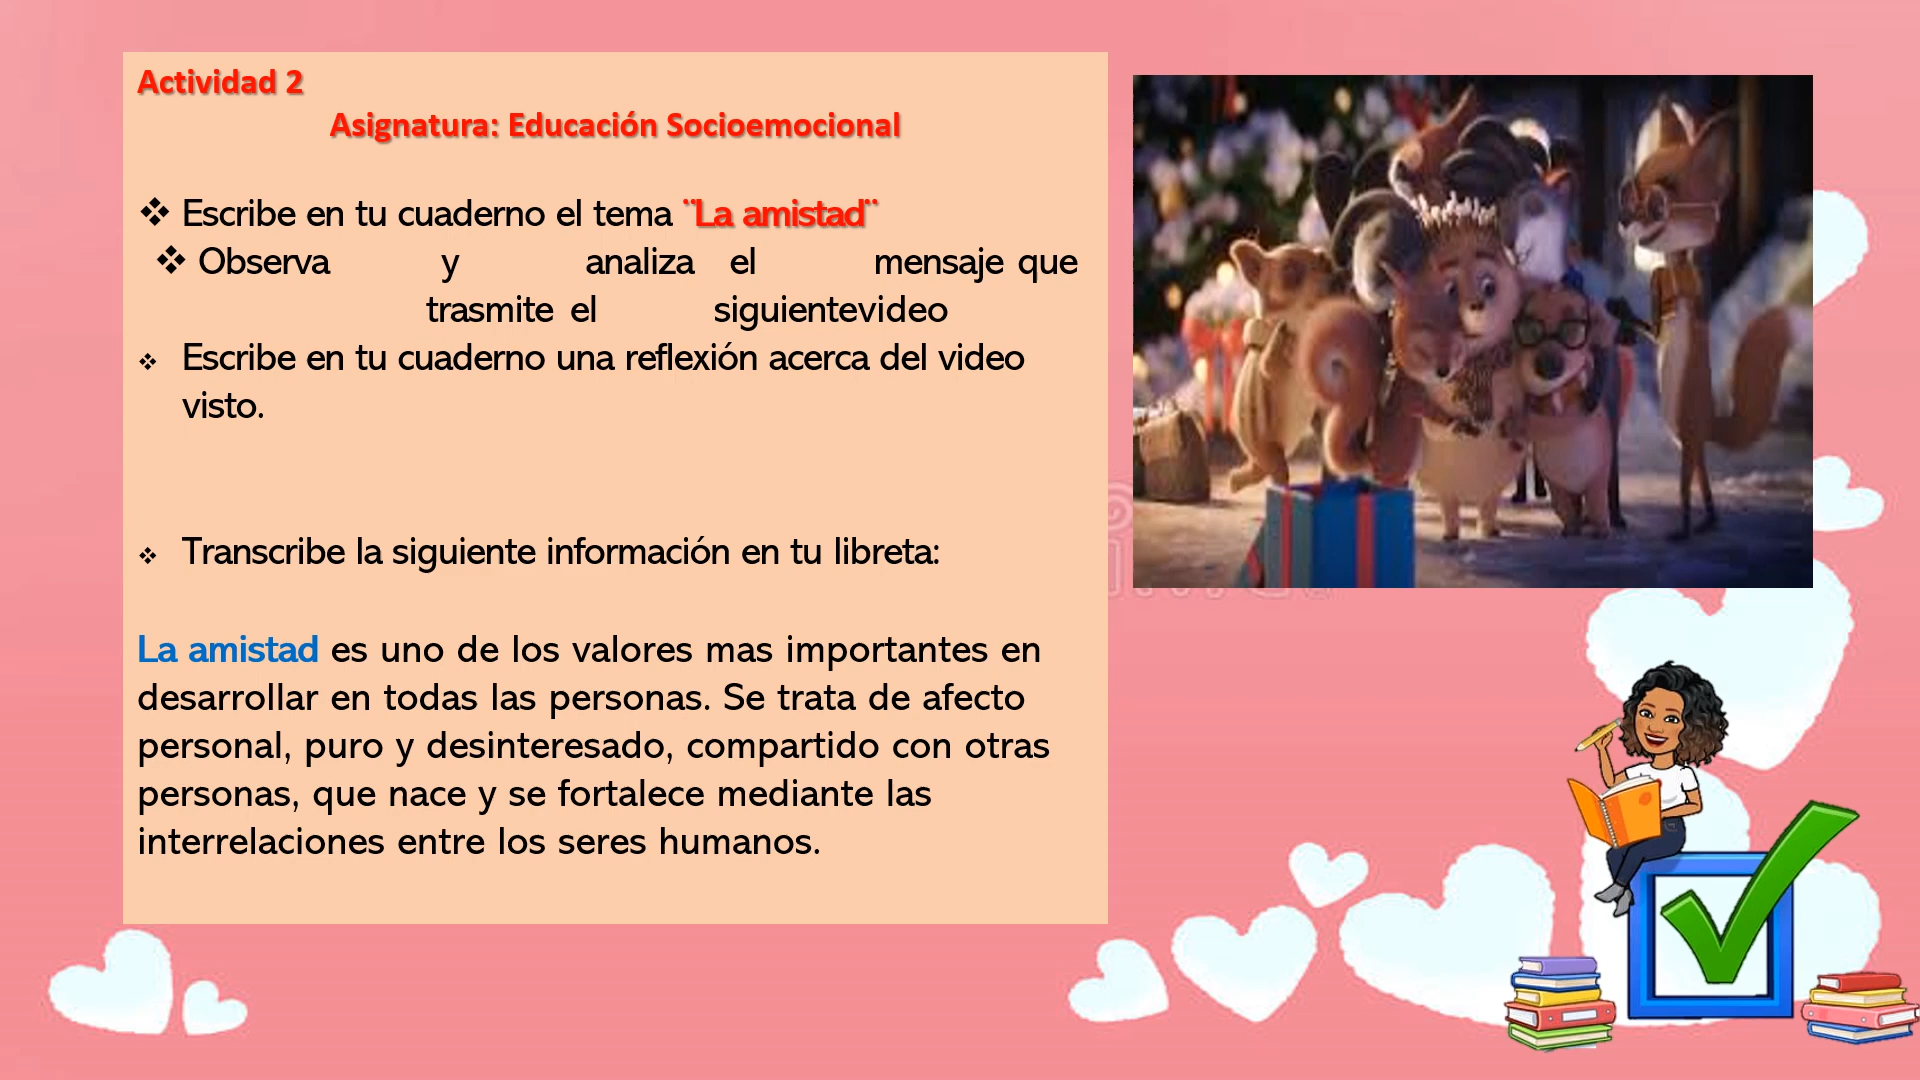 Actividad 2
Asignatura: Educación Socioemocional
❖ Escribe en tu cuaderno el tema ¨La amistad¨
❖ Observa y analiza el mensaje que
trasmite el siguientevideo
❖ Escribe en tu cuaderno una reflexión acerca del video
visto.
❖ Transcribe la siguiente información en tu libreta:
La amistad es uno de los valores mas importantes en
desarrollar en todas las personas. Se trata de afecto
personal, puro y desinteresado, compartido con otras
personas, que nace y se fortalece mediante las
interrelaciones entre los seres humanos.